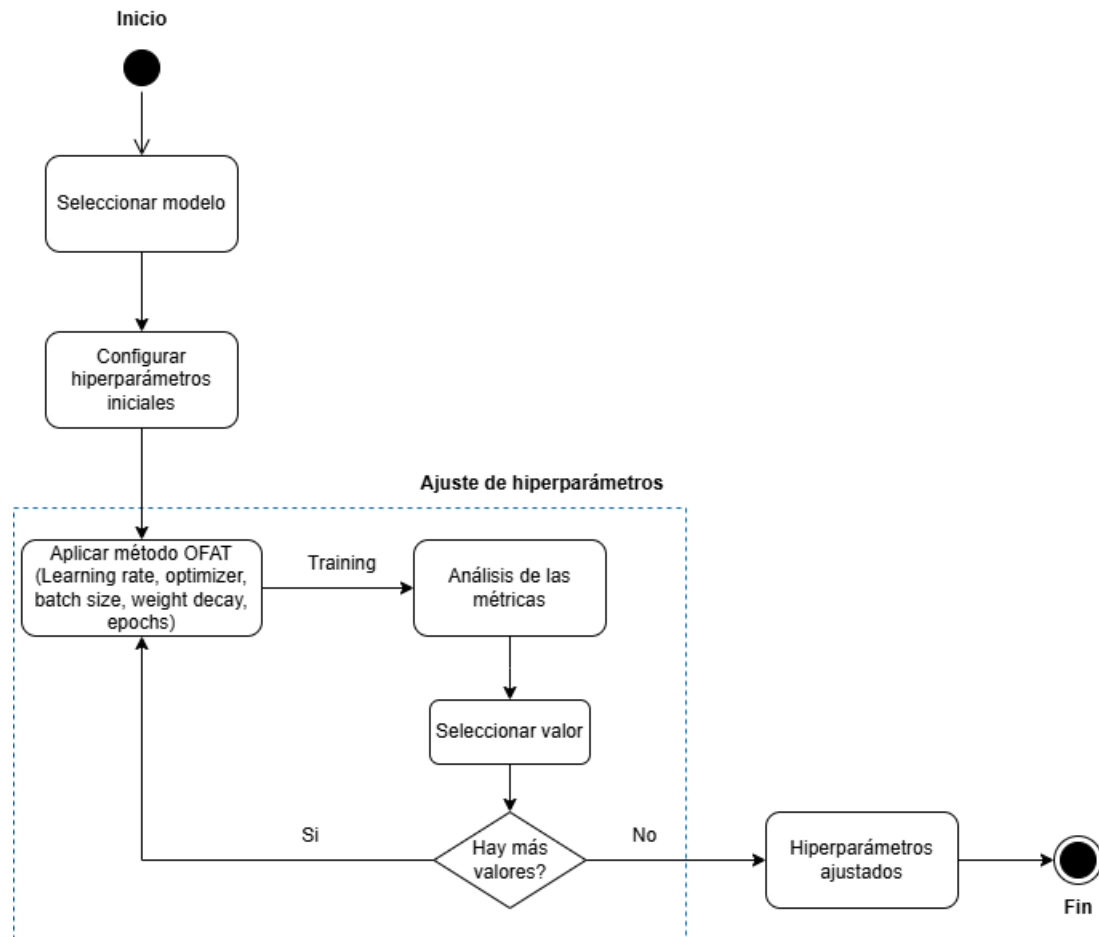 Inicio
Seleccionar modelo
Configurar
hiperparámetros
iniciales
Ajuste de hiperparámetros
Aplicar método OFAT
(Learning rate, optimizer,
batch size, weight decay,
epochs)
Training
Análisis de las
métricas
Seleccionar valor
Si
Hay más
valores?
No
Hiperparámetros
ajustados
Fin